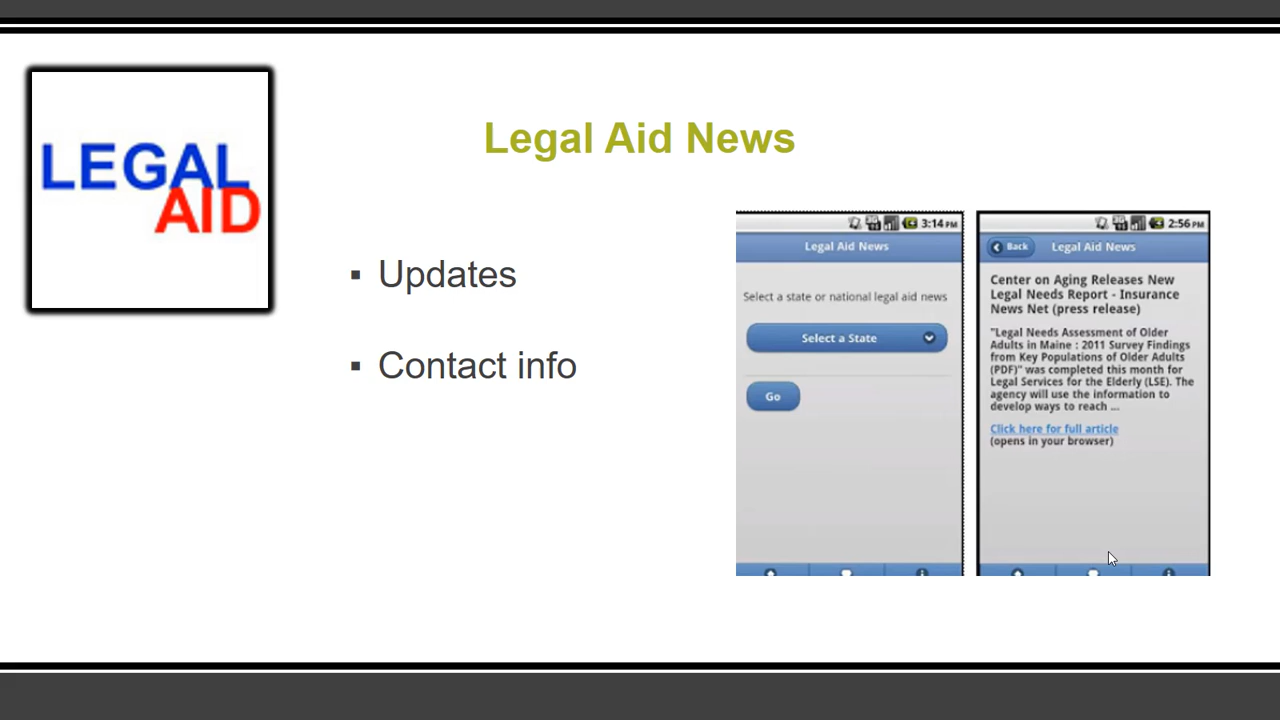 LEGAL
AID
Legal Aid News
▪ Updates
▪ Contact info
3:14 PM
Legal Aid News
Select a state or national legal aid news
Select a State
Go
2:56 PM
Back
Legal Aid News
Center on Aging Releases New
Legal Needs Report - Insurance
News Net (press release)
"Legal Needs Assessment of Older
Adults in Maine : 2011 Survey Findings
from Key Populations of Older Adults
(PDF)" was completed this month for
Legal Services for the Elderly (LSE). The
agency will use the information to
develop ways to reach ...
Click here for full article
(opens in your browser)